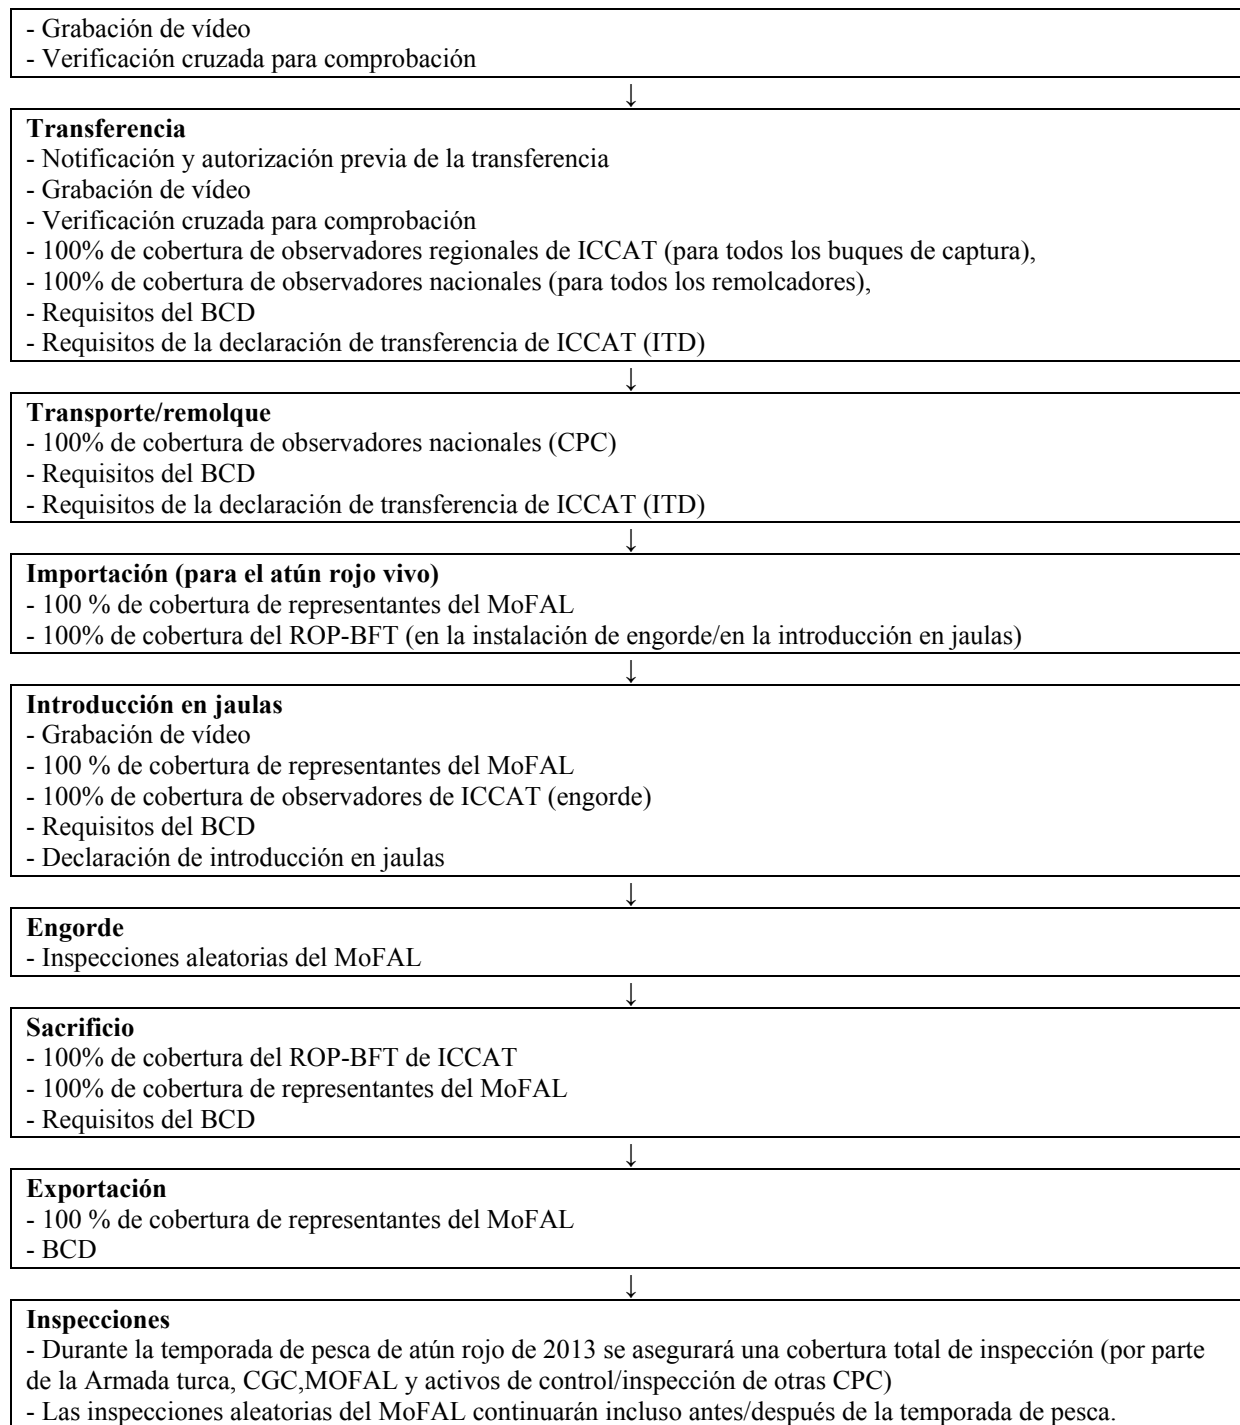 - Grabación de vídeo
- Verificación cruzada para comprobación
↓
Transferencia
- Notificación y autorización previa de la transferencia
- Grabación de vídeo
- Verificación cruzada para comprobación
- 100% de cobertura de observadores regionales de ICCAT (para todos los buques de captura),
- 100% de cobertura de observadores nacionales (para todos los remolcadores),
- Requisitos del BCD
- Requisitos de la declaración de transferencia de ICCAT (ITD)
↓
Transporte/remolque
- 100% de cobertura de observadores nacionales (CPC)
- Requisitos del BCD
- Requisitos de la declaración de transferencia de ICCAT (ITD)
↓
Importación (para el atún rojo vivo)
- 100 % de cobertura de representantes del MoFAL
- 100% de cobertura del ROP-BFT (en la instalación de engorde/en la introducción en jaulas)
↓
Introducción en jaulas
- Grabación de vídeo
- 100 % de cobertura de representantes del MoFAL
- 100% de cobertura de observadores de ICCAT (engorde)
- Requisitos del BCD
- Declaración de introducción en jaulas
↓
Engorde
- Inspecciones aleatorias del MoFAL
↓
Sacrificio
- 100% de cobertura del ROP-BFT de ICCAT
- 100% de cobertura de representantes del MoFAL
- Requisitos del BCD
↓
Exportación
- 100 % de cobertura de representantes del MoFAL
- BCD
↓
Inspecciones
- Durante la temporada de pesca de atún rojo de 2013 se asegurará una cobertura total de inspección (por parte
de la Armada turca, CGC,MOFAL y activos de control/inspección de otras CPC)
- Las inspecciones aleatorias del MoFAL continuarán incluso antes/después de la temporada de pesca.